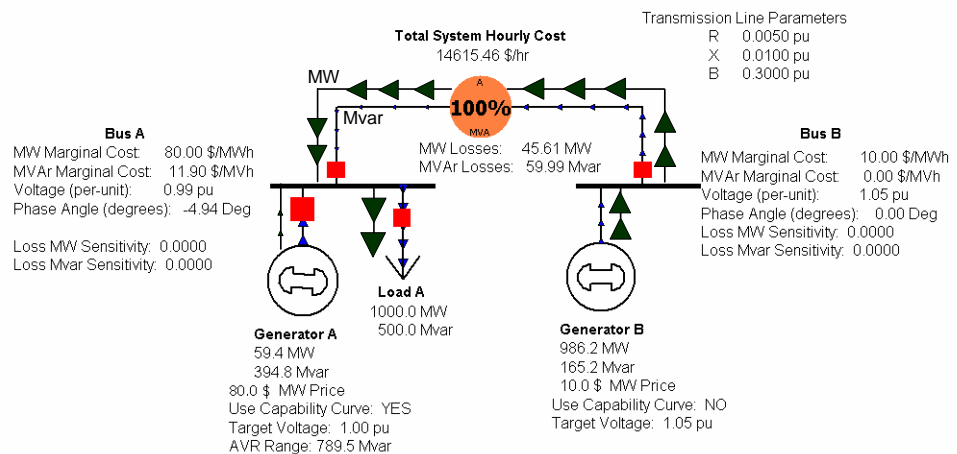 Transmission Line Parameters
R 0.0050 pu
X 0.0100 pu
B 0.3000 pu
Total System Hourly Cost
14615.46 $/hr
MW
A
100%
MVA
Mvar
MW Losses: 45.61 MW
MVAr Losses: 59.99 Mvar
Bus A
MW Marginal Cost: 80.00 $/MWh
MVAr Marginal Cost: 11.90 $/MVh
Voltage (per-unit): 0.99 pu
Phase Angle (degrees): -4.94 Deg
Loss MW Sensitivity: 0.0000
Loss Mvar Sensitivity: 0.0000
Bus B
MW Marginal Cost: 10.00 $/MWh
MVAr Marginal Cost: 0.00 $/MVh
Voltage (per-unit): 1.05 pu
Phase Angle (degrees): 0.00 Deg
Loss MW Sensitivity: 0.0000
Loss Mvar Sensitivity: 0.0000
Load A
1000.0 MW
500.0 Mvar
Generator A
59.4 MW
394.8 Mvar
80.0 $ MW Price
Use Capability Curve: YES
Target Voltage: 1.00 pu
AVR Range: 789.5 Mvar
Generator B
986.2 MW
165.2 Mvar
10.0 $ MW Price
Use Capability Curve: NO
Target Voltage: 1.05 pu